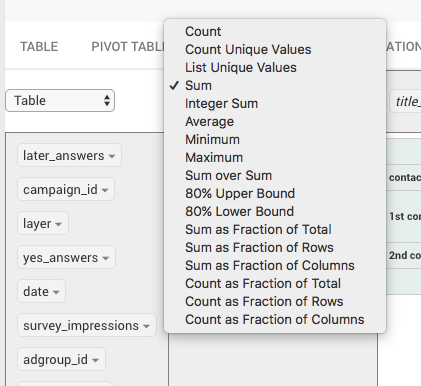 TABLE
PIVOT TABL
ATION
Table
Count
Count Unique Values
List Unique Values
✓ Sum
Integer Sum
Average
Minimum
Maximum
Sum over Sum
80% Upper Bound
80% Lower Bound
Sum as Fraction of Total
Sum as Fraction of Rows
Sum as Fraction of Columns
Count as Fraction of Total
Count as Fraction of Rows
Count as Fraction of Columns
title_
later_answers
campaign_id
layer
yes_answers
date
survey_impressions
adgroup_id
contac
1st con
2nd co